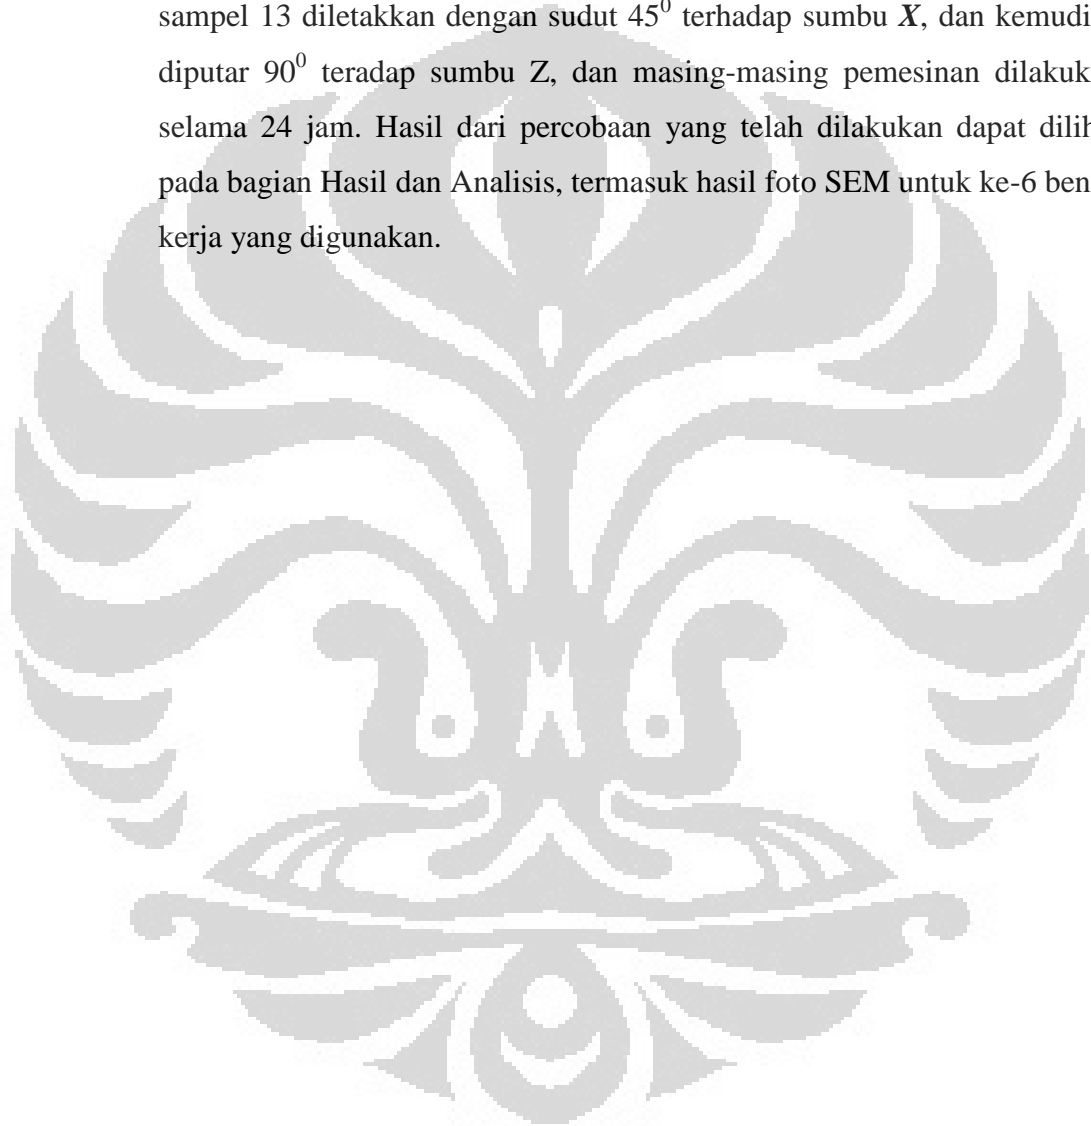 sampel 13 diletakkan dengan sudut 45⁰ terhadap sumbu X, dan kemudi
diputar 90⁰ teradap sumbu Z, dan masing-masing pemesinan dilakuk
selama 24 jam. Hasil dari percobaan yang telah dilakukan dapat dilih
pada bagian Hasil dan Analisis, termasuk hasil foto SEM untuk ke-6 ben
kerja yang digunakan.